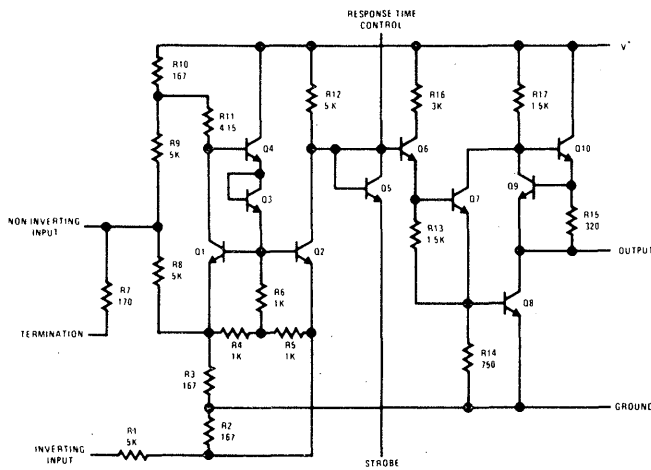 RESPONSE TIME
CONTROL
V+
R10
167
R12
5K
R16
3K
R17
1.5K
R11
4.15
Q4
R9
5K
Q6
Q10
Q3
Q5
Q7
Q9
NON INVERTING
INPUT
R13
1.5K
R15
320
Q1
Q2
OUTPUT
R8
5K
R7
170
R6
1K
Q8
TERMINATION
R4
1K
R5
1K
R14
750
R3
167
GROUND
R2
167
R1
5K
INVERTING
INPUT
STROBE